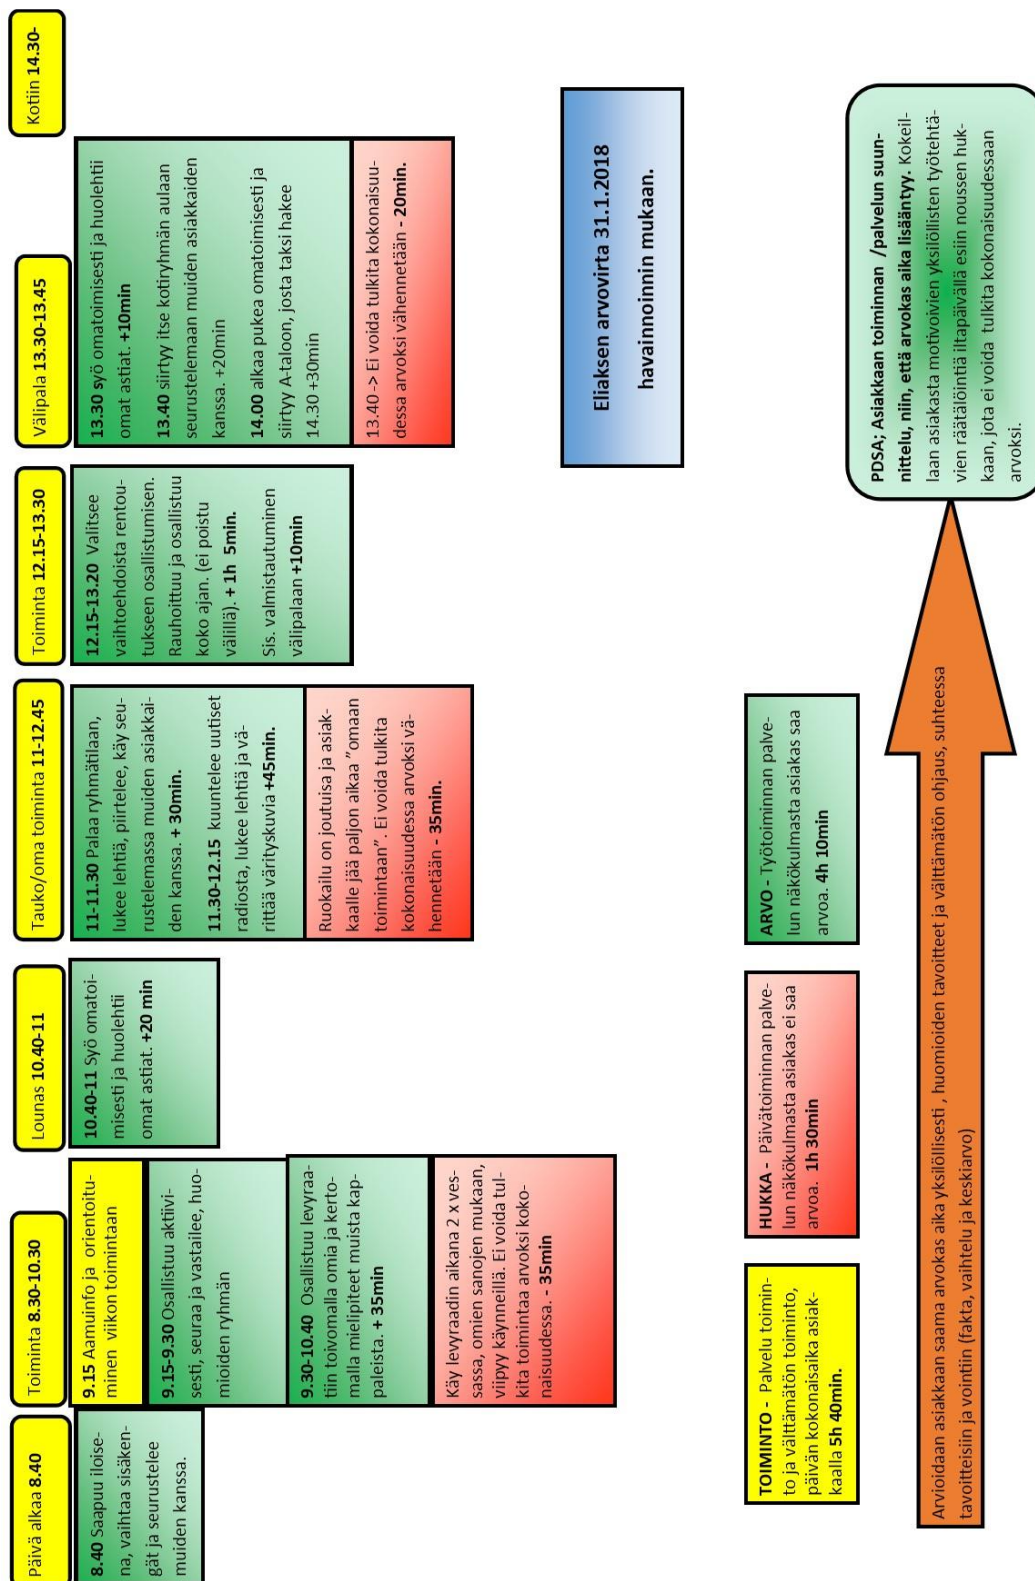 Päivä alkaa 8.40
8.40 Saapuu iloise-
na, vaihtaa sisäken-
gät ja seurustelee
muiden kanssa.
Toiminta 8.30-10.30
9.15 Aamuinfo ja orientoitu-
minen viikon toimintaan
9.15-9.30 Osallistuu aktiivi-
sesti, seuraa ja vastailee, huo-
mioiden ryhmän
9.30-10.40 Osallistuu levyraa-
tiin toivomalla omia ja kerto-
malla mielipiteet muista kap-
paleista. + 35min
Käy levyraadin aikana 2 x ves-
sassa, omien sanojen mukaan,
viipyy käynneillä. Ei voida tul-
kita toimintaa arvoksi koko-
naisuudessa. - 35min
Lounas 10.40-11
10.40-11 Syö omatoi-
misesti ja huolehtii
omat astiat. +20 min
Tauko/oma toiminta 11-12.45
11-11.30 Palaa ryhmätilaan,
lukee lehtiä, piirtelee, käy seu-
rustelemassa muiden asiakkai-
den kanssa. + 30min.
11.30-12.15 kuuntelee uutiset
radiosta, lukee lehtiä ja vä-
rittää värityskuvia +45min.
Ruokailu on joutuisa ja asiak-
kaalle jää paljon aikaa ”omaan
toimintaan”. Ei voida tulkita
kokonaisuudessa arvoksi vä-
hennetään - 35min.
Toiminta 12.15-13.30
12.15-13.20 Valitsee
vaihtoehdoista rentou-
tukseen osallistumisen.
Rauhoittuu ja osallistuu
koko ajan. (ei poistu
välillä). + 1h 5min.
Sis. valmistautuminen
välipalaan +10min
Välipala 13.30-13.45
13.30 syö omatoimisesti ja huolehtii
omat astiat. +10min
13.40 siirtyy itse kotiryhmän aulaan
seurustelemaan muiden asiakkaiden
kanssa. +20min
14.00 alkaa pukea omatoimisesti ja
siirtyy A-taloon, josta taksi hakee
14.30 +30min
13.40 -> Ei voida tulkita kokonaisuu-
dessa arvoksi vähennetään - 20min.
Kotiin 14.30-
Eliaksen arvovirta 31.1.2018
havainnoinnin mukaan.
TOIMINTO - Palvelu toimin-
to ja välttämätön toiminto,
päivän kokonaisaika asiak-
kaalla 5h 40min.
HUKKA - Päivätoiminnan palve-
lun näkökulmasta asiakas ei saa
arvoa. 1h 30min
ARVO - Työtoiminnan palve-
lun näkökulmasta asiakas saa
arvoa. 4h 10min
Arvioidaan asiakkaan saama arvokas aika yksilöllisesti , huomioiden tavoitteet ja välttämätön ohjaus, suhteessa
tavoitteisiin ja vointiin (fakta, vaihtelu ja keskiarvo)
PDSA; Asiakkaan toiminnan /palvelun suun-
nittelu, niin, että arvokas aika lisääntyy. Kokeil-
laan asiakasta motivoivien yksilöllisten työtehtä-
vien räätälöintiä iltapäivällä esiin noussen huk-
kaan, jota ei voida tulkita kokonaisuudessaan
arvoksi.